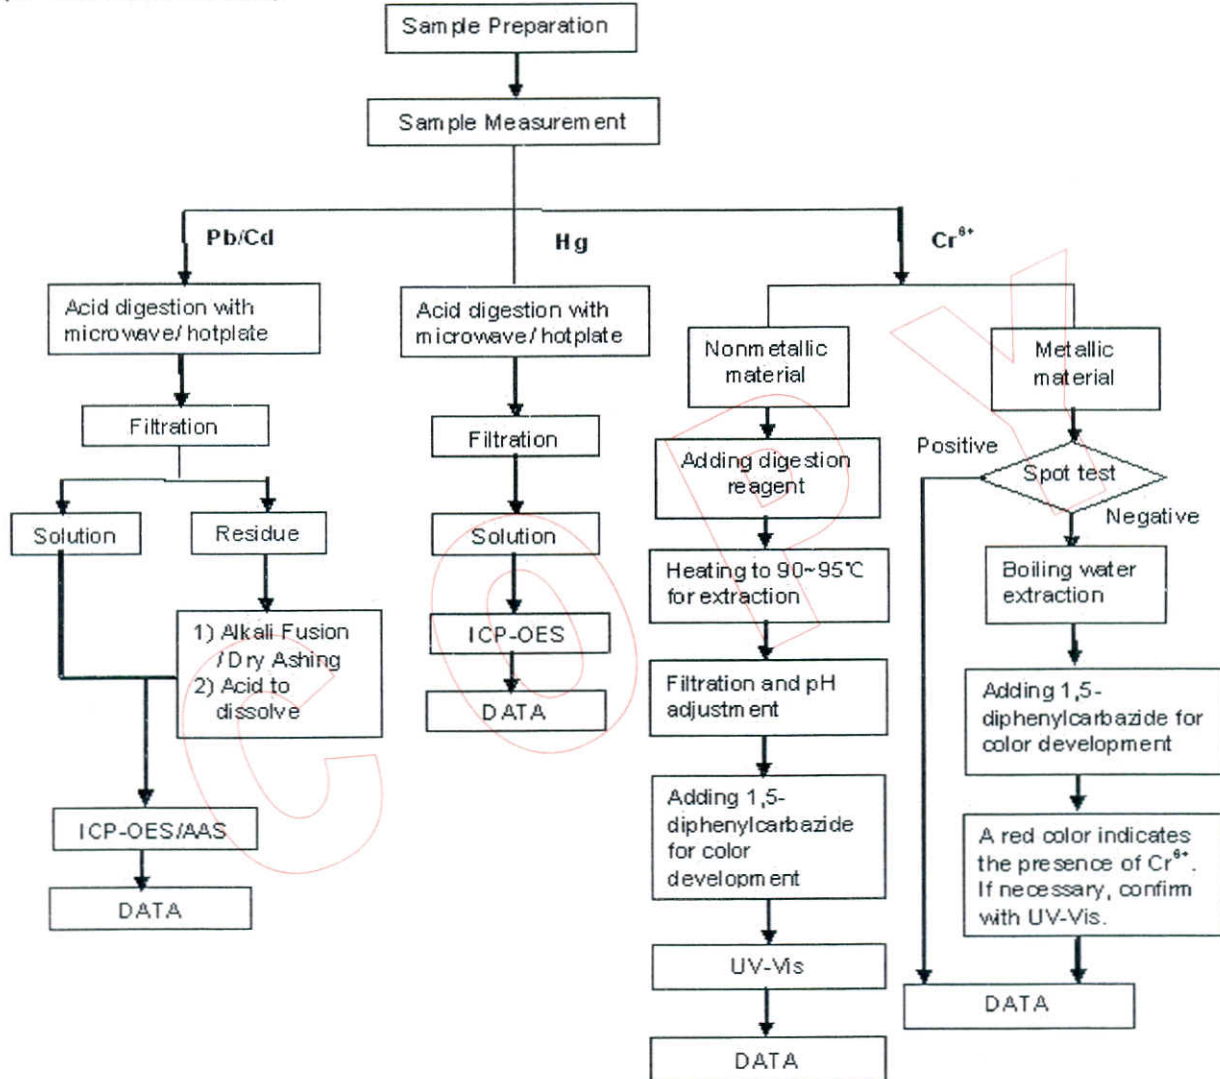 Sample Preparation
Sample Measurement
Pb/Cd
Hg
Cr⁶⁺
Acid digestion with
microwave/ hotplate
Filtration
Solution
Residue
1) Alkali Fusion
/ Dry Ashing
2) Acid to
dissolve
ICP-OES/AAS
DATA
Acid digestion with
microwave/ hotplate
Filtration
Solution
ICP-OES
DATA
Nonmetallic
material
Adding digestion
reagent
Heating to 90~95℃
for extraction
Filtration and pH
adjustment
Adding 1,5-
diphenylcarbazide
for color
development
UV-Vis
DATA
Metallic
material
Spot test
Positive
Negative
Boiling water
extraction
Adding 1,5-
diphenylcarbazide for
color development
A red color indicates
the presence of Cr⁶⁺.
If necessary, confirm
with UV-Vis.
DATA
COPY